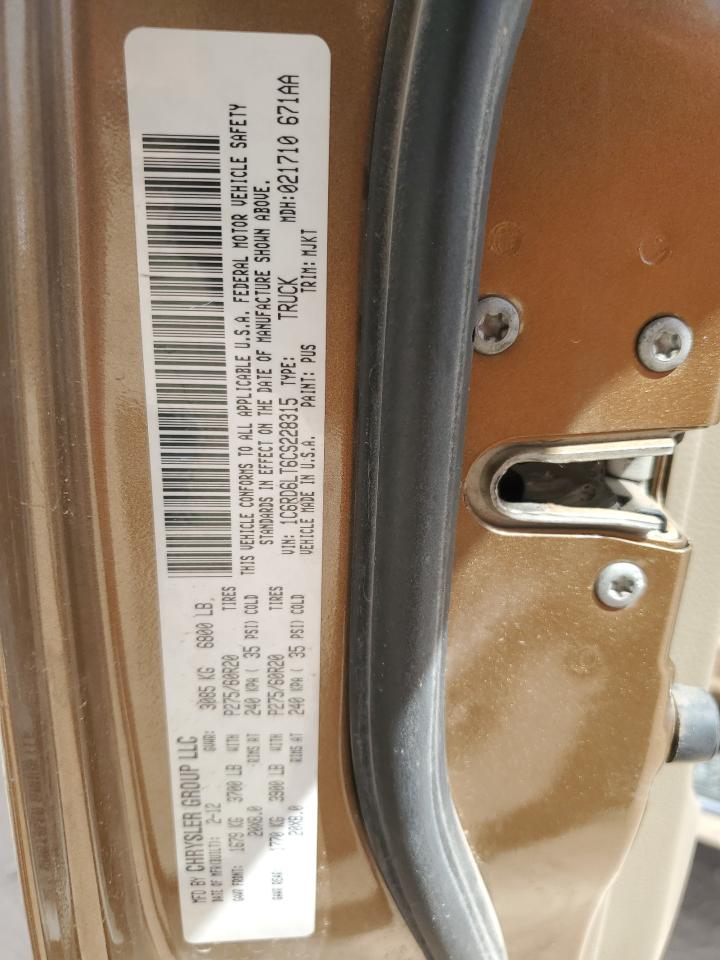 MFD BY CHRYSLER GROUP LLC
DATE OF MFR(BUILT): 2-12 GVWR: 3085 KG 6800 LB.
GAWR FRONT: 1679 KG 3700 LB WITH P275/60R20 TIRES
20X8.0 RIMS AT 240 KPA ( 35 PSI) COLD
GAWR REAR: 1770 KG 3900 LB WITH P275/60R20 TIRES
20X8.0 RIMS AT 240 KPA ( 35 PSI) COLD
THIS VEHICLE CONFORMS TO ALL APPLICABLE U.S.A. FEDERAL MOTOR VEHICLE SAFETY
STANDARDS IN EFFECT ON THE DATE OF MANUFACTURE SHOWN ABOVE.
VIN: 1C6RD6LT6CS228315 TYPE: TRUCK MDH:021710 671AA
VEHICLE MADE IN U.S.A. PAINT: PUS TRIM: MJKT